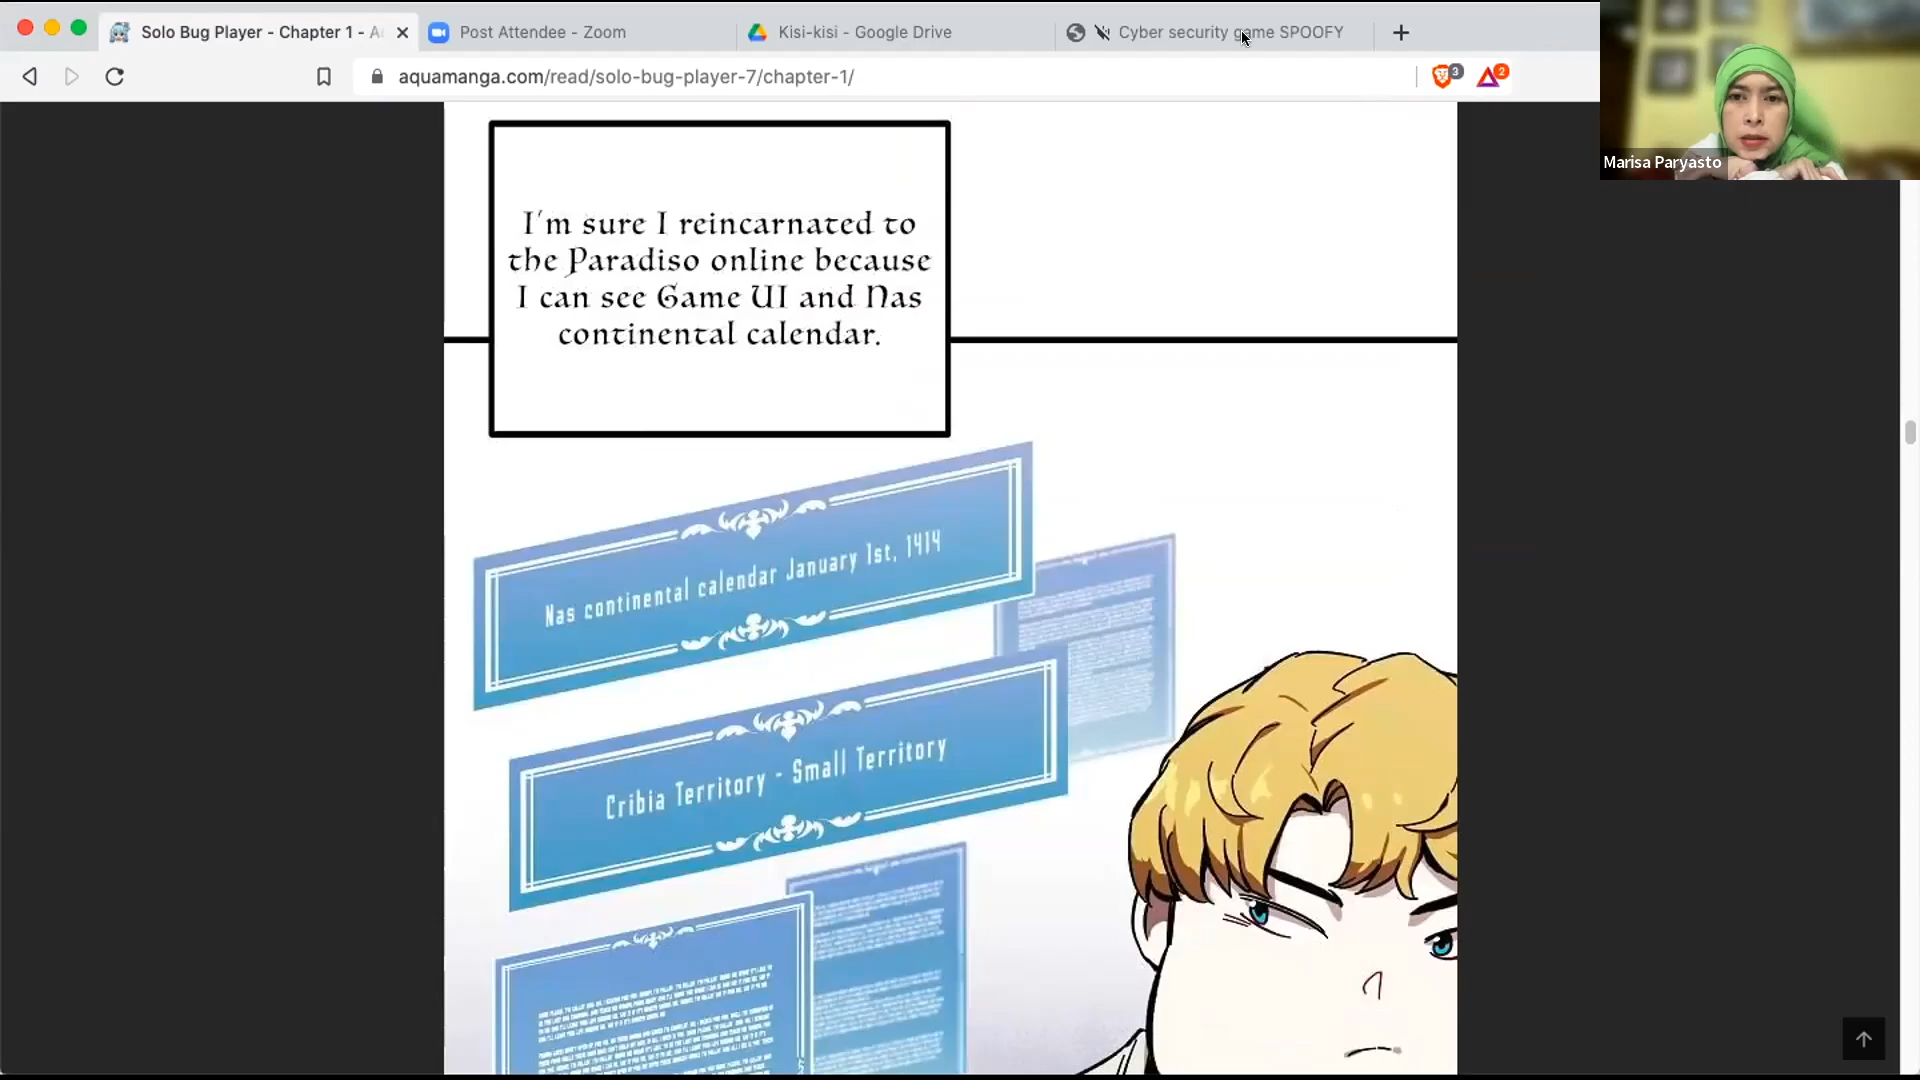 Solo Bug Player - Chapter 1 - A
Post Attendee - Zoom
Kisi-kisi - Google Drive
Cyber security game SPOOFY
aquamanga.com/read/solo-bug-player-7/chapter-1/
3
2
Marisa Paryasto
I'm sure I reincarnated to
the Paradiso online because
I can see Game UI and Nas
continental calendar.
Nas continental calendar January 1st, 1414
Cribia Territory - Small Territory